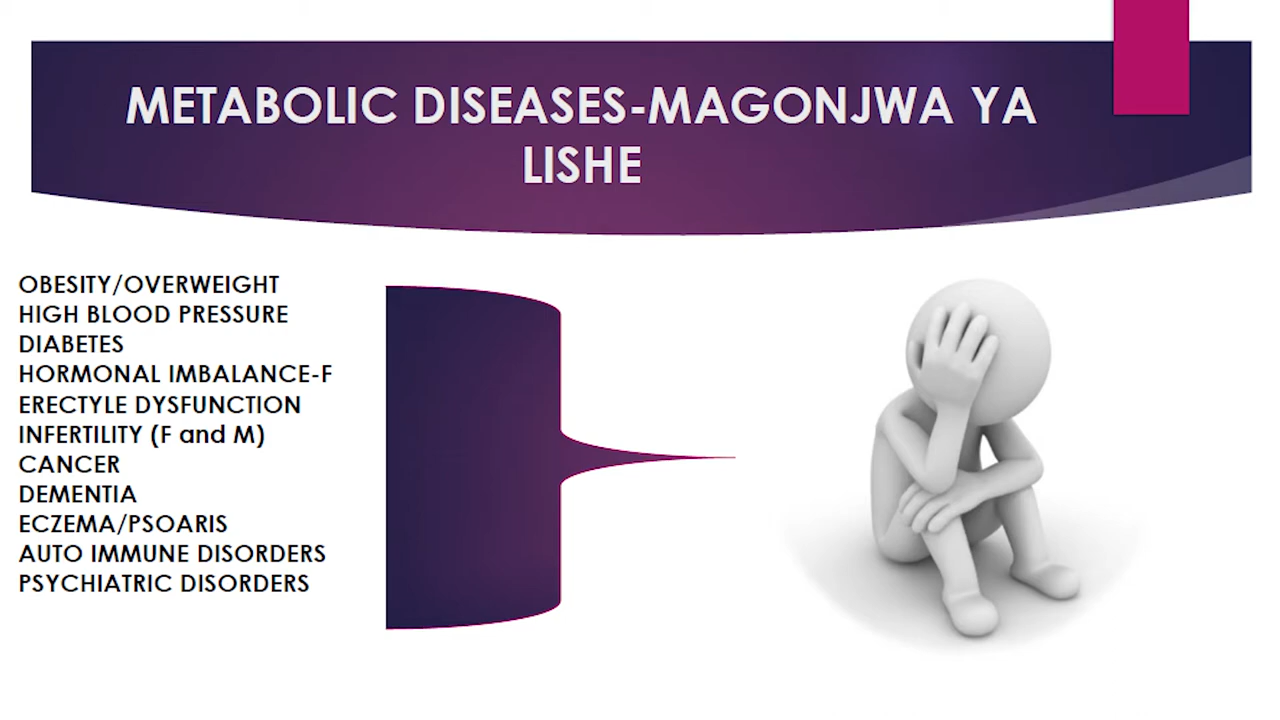 METABOLIC DISEASES-MAGONJWA YA
LISHE
OBESITY/OVERWEIGHT
HIGH BLOOD PRESSURE
DIABETES
HORMONAL IMBALANCE-F
ERECTYLE DYSFUNCTION
INFERTILITY (F and M)
CANCER
DEMENTIA
ECZEMA/PSOARIS
AUTO IMMUNE DISORDERS
PSYCHIATRIC DISORDERS